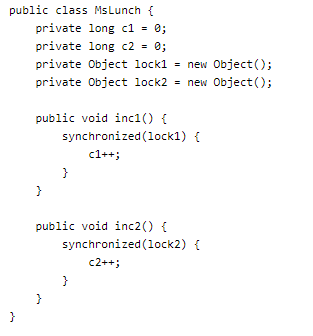 public class MsLunch {
    private long c1 = 0;
    private long c2 = 0;
    private Object lock1 = new Object();
    private Object lock2 = new Object();

    public void inc1() {
        synchronized(lock1) {
            c1++;
        }
    }

    public void inc2() {
        synchronized(lock2) {
            c2++;
        }
    }
}